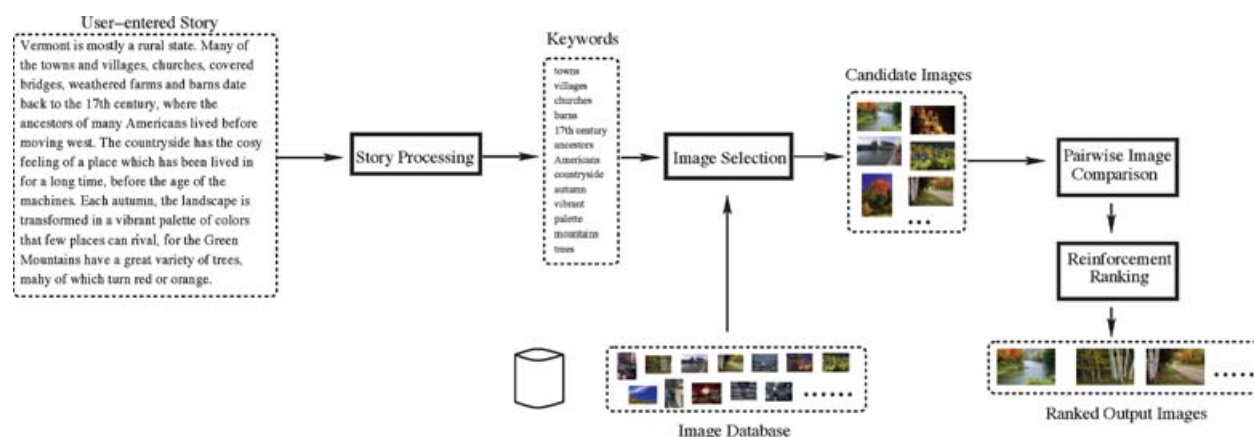 User-entered Story
Vermont is mostly a rural state. Many of
the towns and villages, churches, covered
bridges, weathered farms and barns date
back to the 17th century, where the
ancestors of many Americans lived before
moving west. The countryside has the cosy
feeling of a place which has been lived in
for a long time, before the age of the
machines. Each autumn, the landscape is
transformed in a vibrant palette of colors
that few places can rival, for the Green
Mountains have a great variety of trees,
mahy of which turn red or orange.
Story Processing
Keywords
towns
villages
churches
burns
17th century
ancestors
Americans
countryside
autumn
vibrant
palette
mountains
trees
Image Selection
Candidate Images
Pairwise Image
Comparison
Reinforcement
Ranking
Ranked Output Images
Image Database